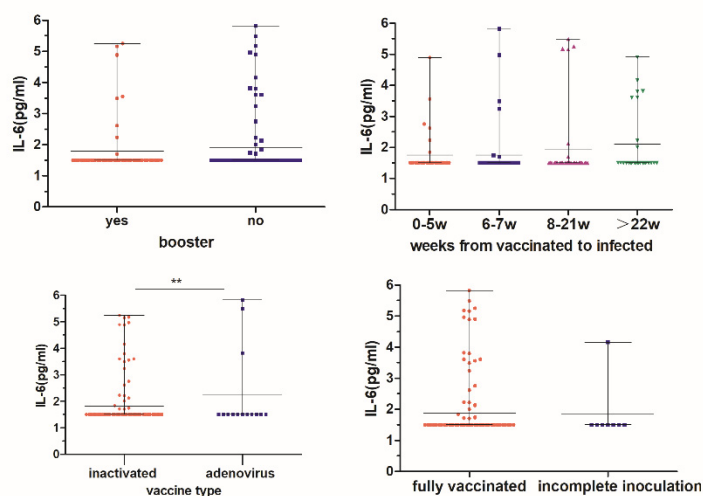 IL-6(pg/ml)
6
5
4
3
2
1
0
yes
no
booster
IL-6(pg/ml)
6
5
4
3
2
1
0
0-5w
6-7w
8-21w
>22w
weeks from vaccinated to infected
IL-6(pg/ml)
6
5
4
3
2
1
0
**
inactivated
adenovirus
vaccine type
IL-6(pg/ml)
6
5
4
3
2
1
0
fully vaccinated
incomplete inoculation